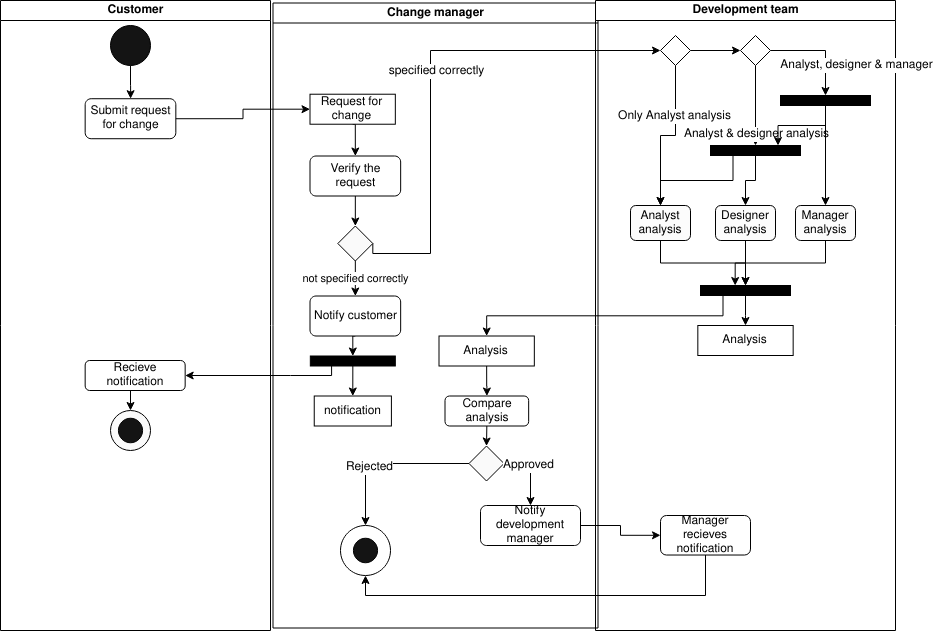 Customer
Change manager
Development team
Submit request
for change
Request for
change
Verify the
request
specified correctly
not specified correctly
Notify customer
notification
Recieve
notification
Analyst, designer & manager
Only Analyst analysis
Analyst & designer analysis
Analyst
analysis
Designer
analysis
Manager
analysis
Analysis
Analysis
Compare
analysis
Rejected
Approved
Notify
development
manager
Manager
recieves
notification